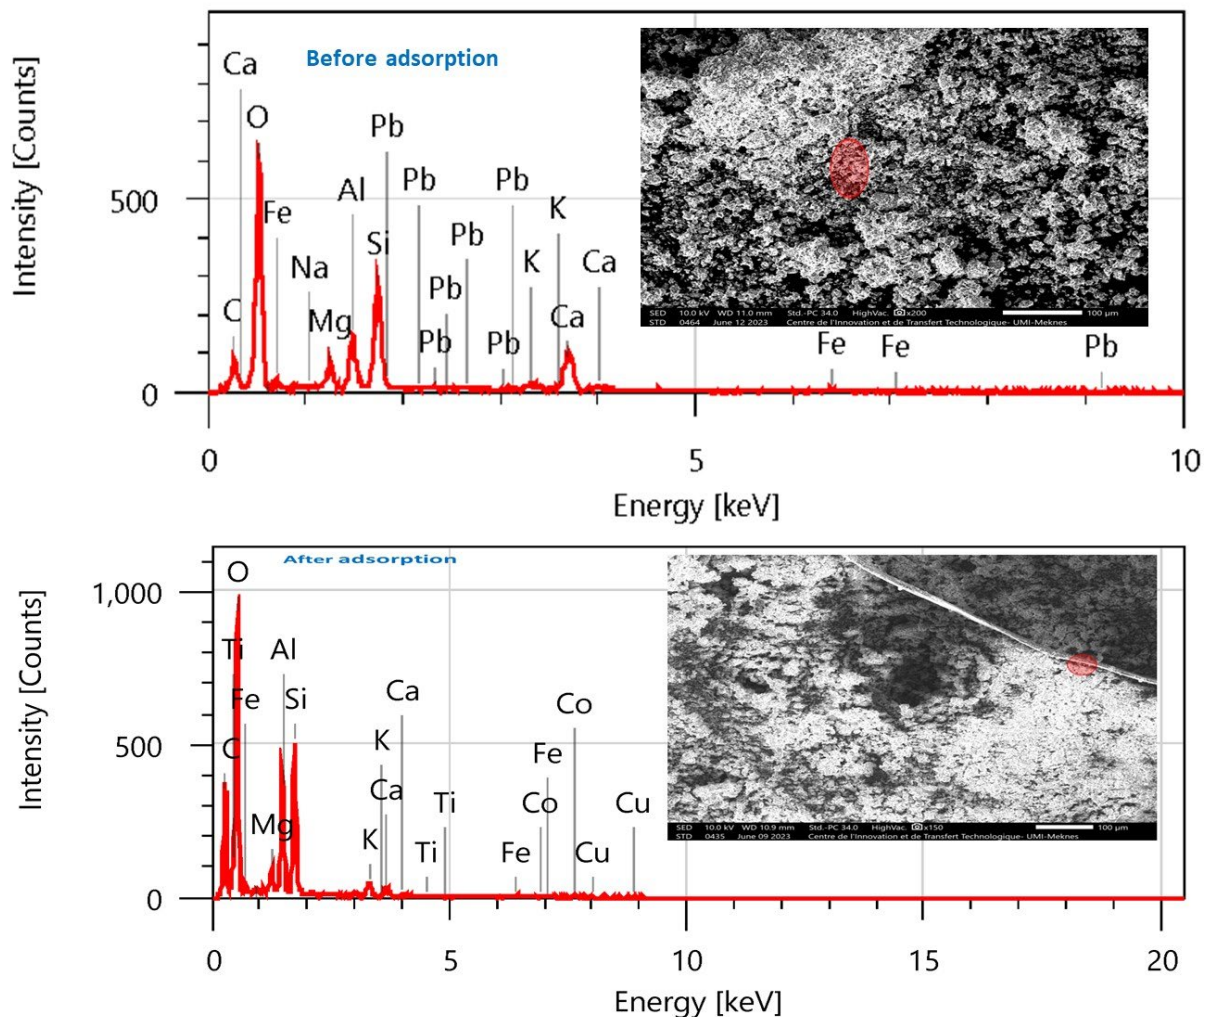 Before adsorption
Intensity [Counts]
Ca
O
Pb
Pb
Pb
Al
K
500
Fe
Pb
Si
Na
K
Ca
Pb
C
Mg
Ca
Pb
Pb
Fe
Fe
Pb
0
0
5
10
Energy [keV]
SED 10.0 kV WD 11.0 mm Std.-PC 34.0 HighVac. x200 100 μm
STD 0464 June 12 2023 Centre de l'Innovation et de Transfert Technologique- UMI-Meknes
After adsorption
Intensity [Counts]
O
1,000
Ti
Al
Fe
Si
Ca
Co
500
C
K
Fe
Ca
Mg
Ti
Co
Cu
K
Ti
Fe
Cu
0
0
5
10
15
20
Energy [keV]
SED 10.0 kV WD 10.9 mm Std.-PC 34.0 HighVac. x150 100 μm
STD 0435 June 09 2023 Centre de l'Innovation et de Transfert Technologique- UMI-Meknes